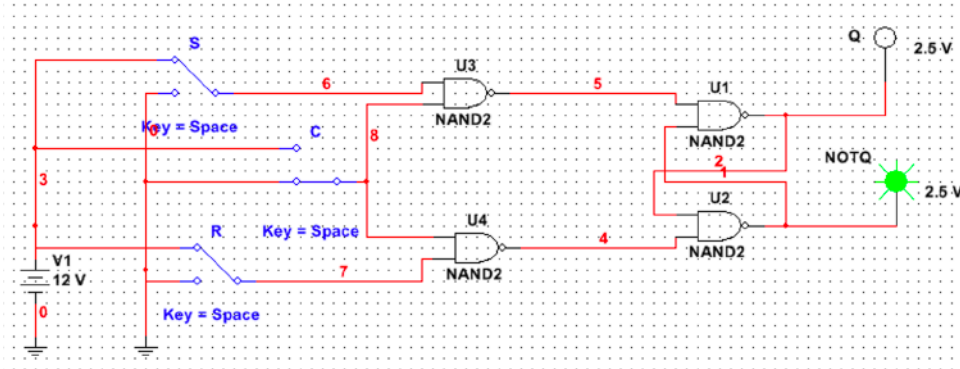 S
Q
2.5 V
U3
6
5
U1
NAND2
Key = Space
C
8
NAND2
NOTQ
2
1
3
2.5 V
U2
R
Key = Space
U4
4
NAND2
V1
12 V
7
NAND2
0
Key = Space